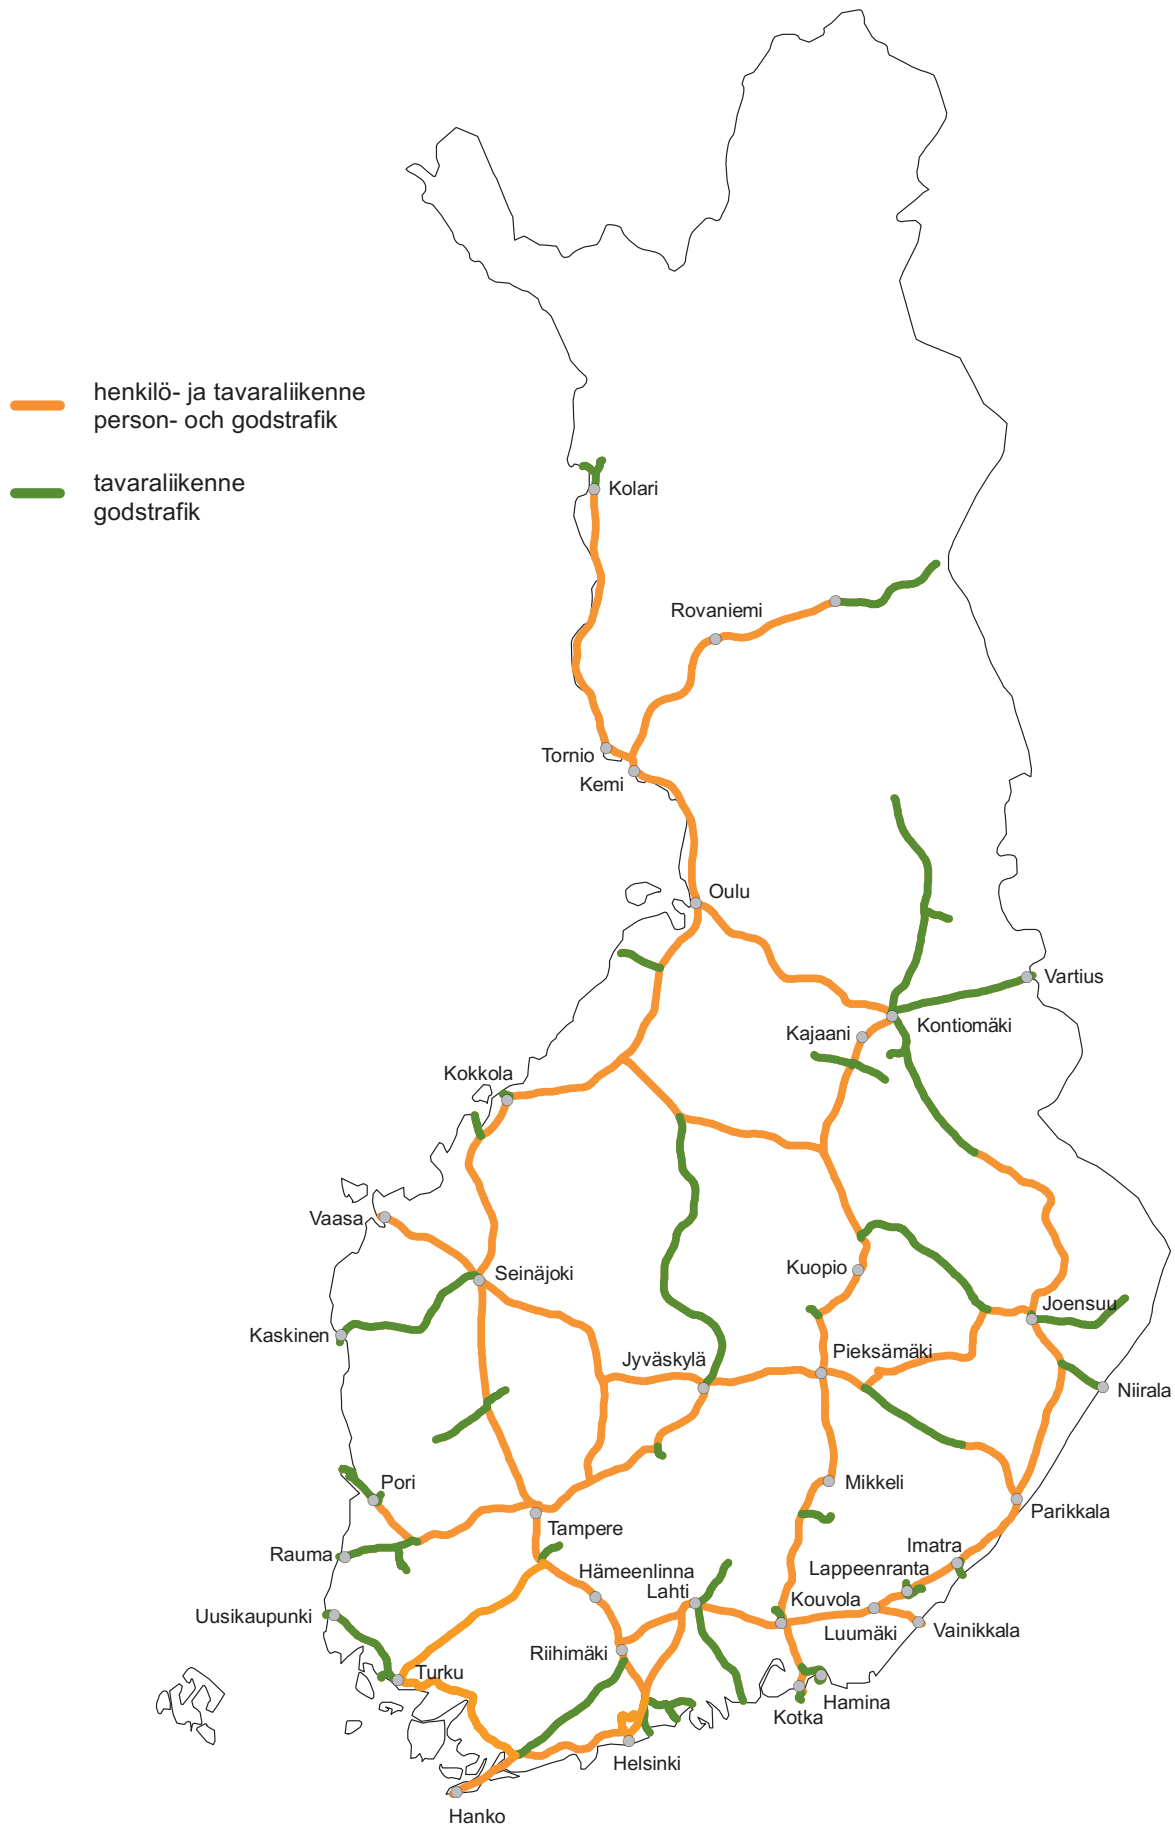 henkilö- ja tavaraliikenne
person- och godstrafik
tavaraliikenne
godstrafik
Kolari
Rovaniemi
Tornio
Kemi
Oulu
Vartius
Kontiomäki
Kajaani
Kokkola
Vaasa
Seinäjoki
Kuopio
Joensuu
Kaskinen
Jyväskylä
Pieksämäki
Niirala
Pori
Mikkeli
Parikkala
Tampere
Rauma
Imatra
Lappeenranta
Hämeenlinna
Lahti
Kouvola
Uusikaupunki
Luumäki
Vainikkala
Riihimäki
Turku
Hamina
Kotka
Helsinki
Hanko